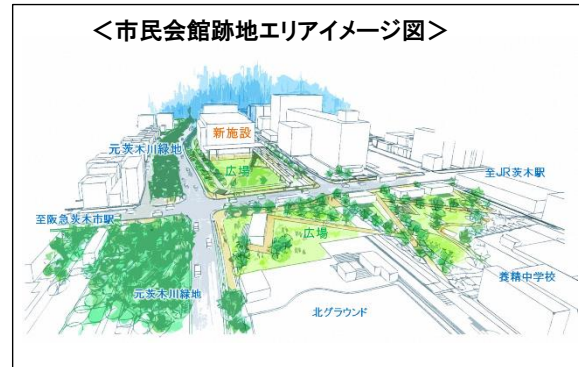 ＜市民会館跡地エリアイメージ図＞
新施設
元茨木川緑地
広場
至JR茨木駅
至阪急茨木市駅
広場
養精中学校
元茨木川緑地
北グラウンド